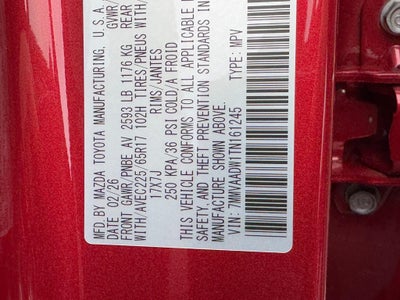 MFD BY MAZDA TOYOTA MANUFACTURING, U.S.A.
DATE 02/26 GVWR/
FRONT GAWR/PNBE AV 2593 LB 1176 KG REAR
WITH/AVEC225/65R17 102H TIRES/PNEUS WITH/
17X7J RIMS/JANTES
250 KPA/36 PSI COLD/A FROID
THIS VEHICLE CONFORMS TO ALL APPLICABLE
SAFETY AND THEFT PREVENTION STANDARDS IN
MANUFACTURE SHOWN ABOVE.
7MMVAADW1TN161245 TYPE: MPV